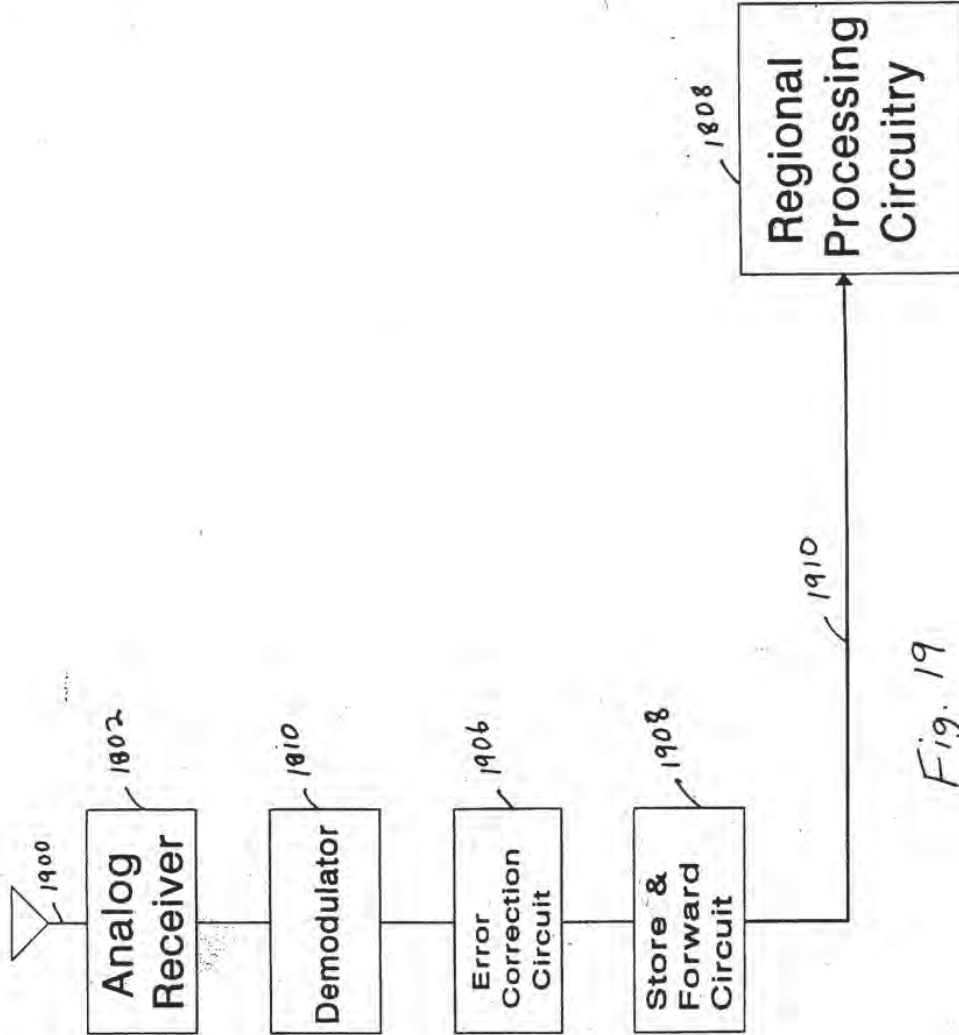 1900
Analog
Receiver
1802
Demodulator
1810
Error
Correction
Circuit
1906
Store &
Forward
Circuit
1908
1910
Regional
Processing
Circuitry
1808
Fig. 19